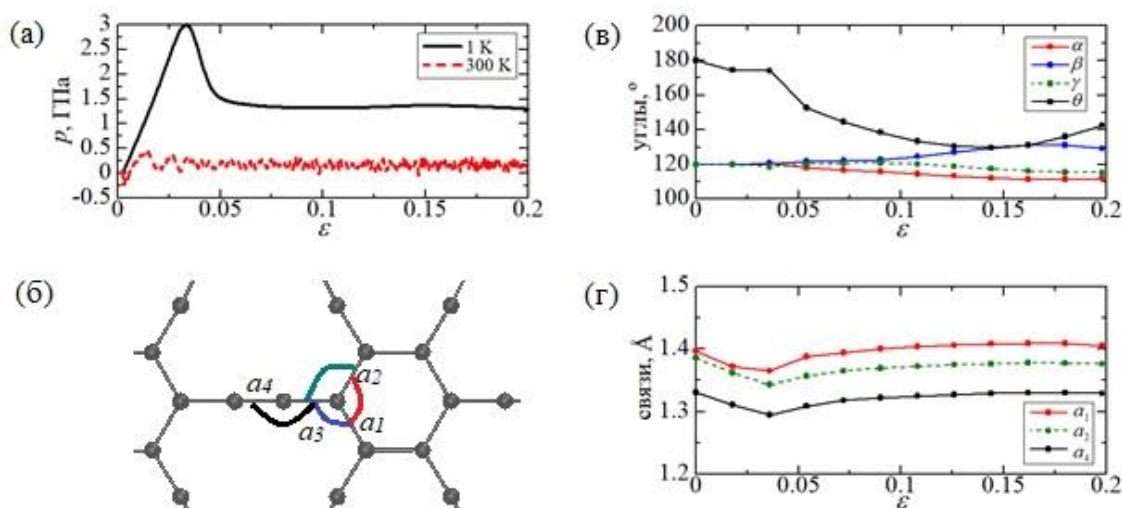 (а)
p, ГПа
3
2.5
2
1.5
1
0.5
0
-0.5
1 K
300 K
0
0.05
0.1
0.15
0.2
ε
(в)
углы, °
200
180
160
140
120
100
α
β
γ
θ
0
0.05
0.1
0.15
0.2
ε
(б)
a4
a3
a2
a1
(г)
связи, Å
1.5
1.4
1.3
1.2
a₁
a₄
0
0.05
0.1
0.15
0.2
ε